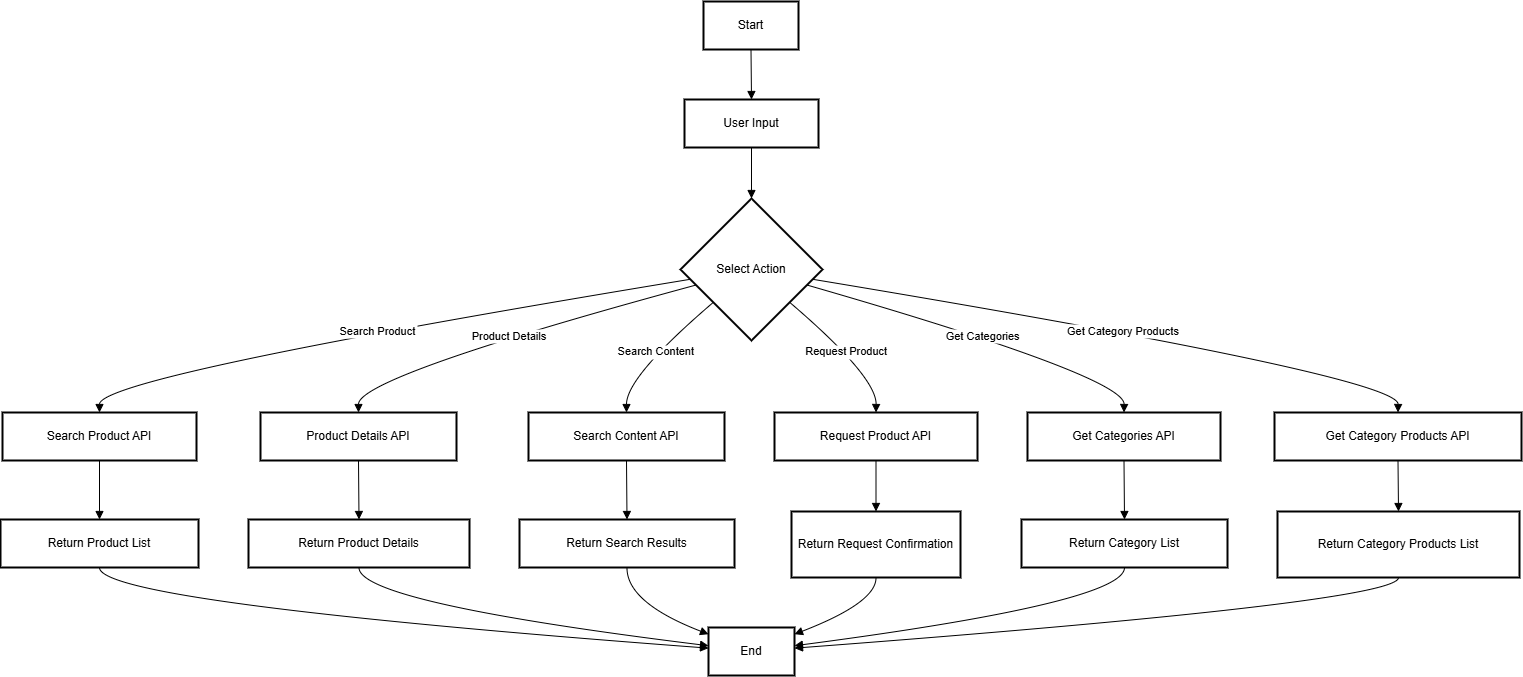 Start
User Input
Select Action
Search Product
Product Details
Search Content
Request Product
Get Categories
Get Category Products
Search Product API
Product Details API
Search Content API
Request Product API
Get Categories API
Get Category Products API
Return Product List
Return Product Details
Return Search Results
Return Request Confirmation
Return Category List
Return Category Products List
End